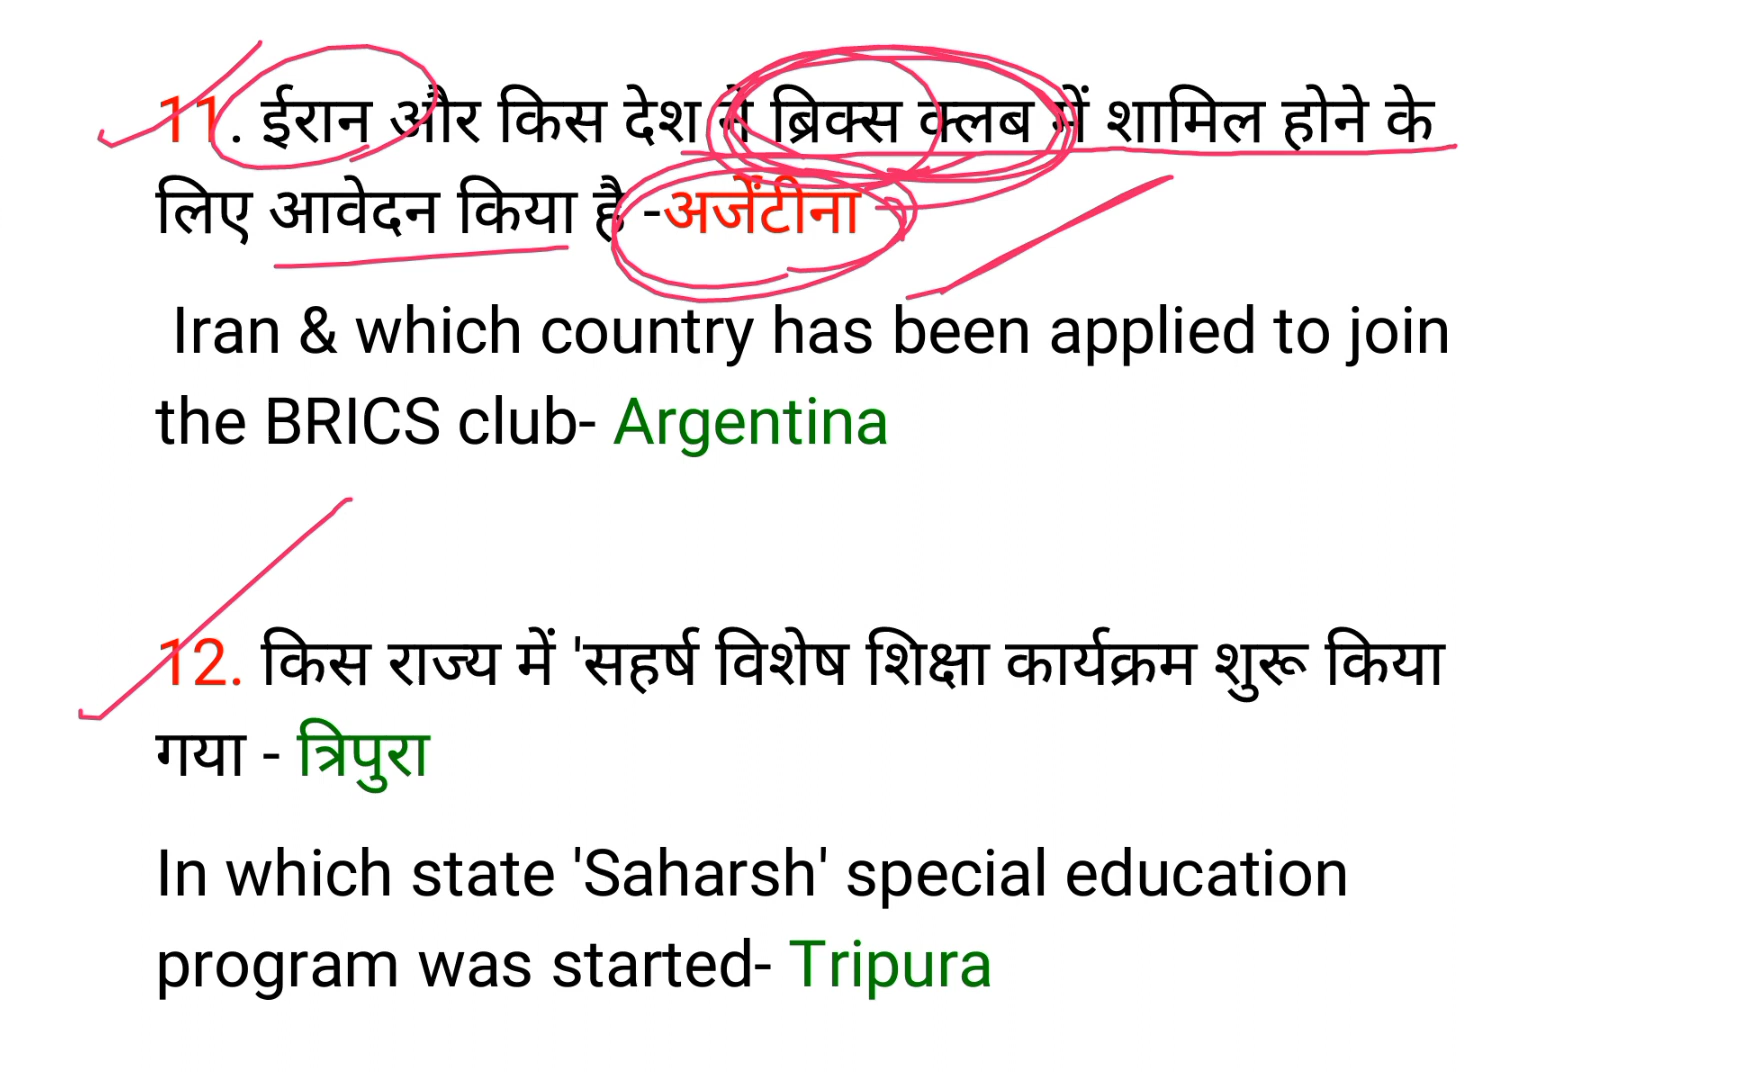 11. ईरान और किस देश ने ब्रिक्स क्लब में शामिल होने के
लिए आवेदन किया है -अर्जेंटीना
Iran & which country has been applied to join
the BRICS club- Argentina
12. किस राज्य में 'सहर्ष विशेष शिक्षा कार्यक्रम शुरू किया
गया - त्रिपुरा
In which state 'Saharsh' special education
program was started- Tripura